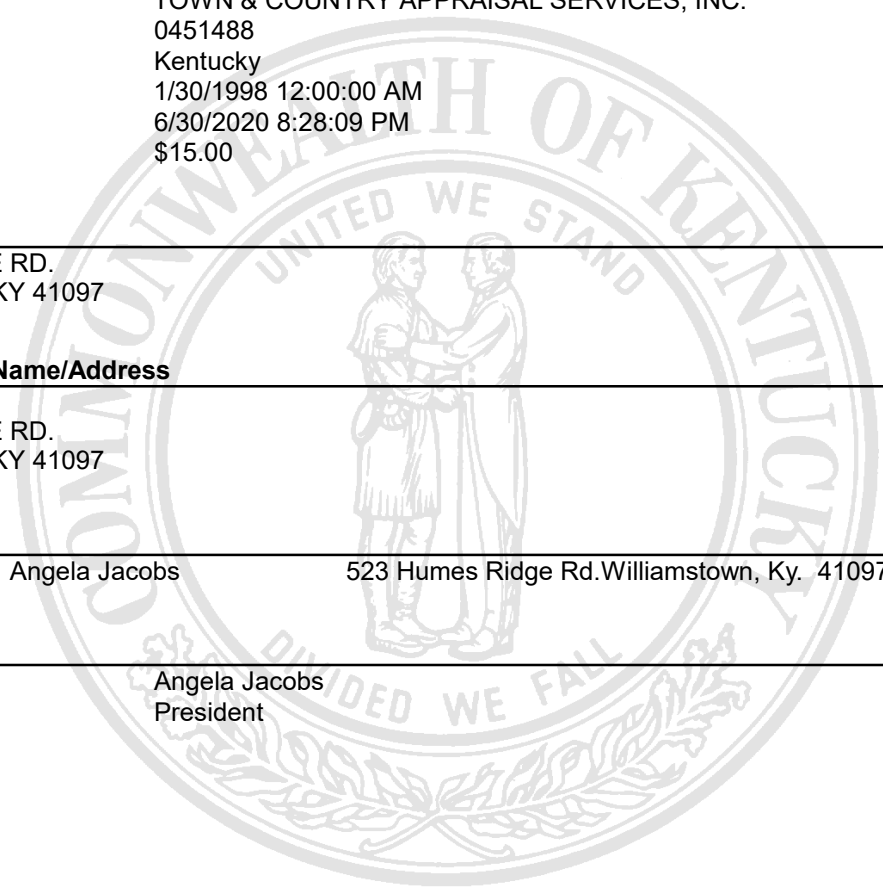 TOWN & COUNTRY APPRAISAL SERVICES, INC.
0451488
Kentucky
1/30/1998 12:00:00 AM
6/30/2020 8:28:09 PM
$15.00
E RD.
KY 41097
Name/Address
E RD.
KY 41097
Angela Jacobs 523 Humes Ridge Rd.Williamstown, Ky. 41097
Angela Jacobs
President
COMMONWEALTH OF KENTUCKY
UNITED WE STAND
DIVIDED WE FALL